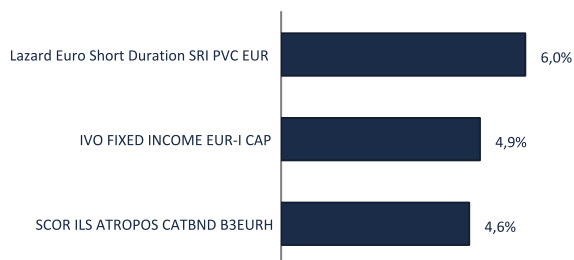 Lazard Euro Short Duration SRI PVC EUR 6,0%
IVO FIXED INCOME EUR-I CAP 4,9%
SCOR ILS ATROPOS CATBND B3EURH 4,6%